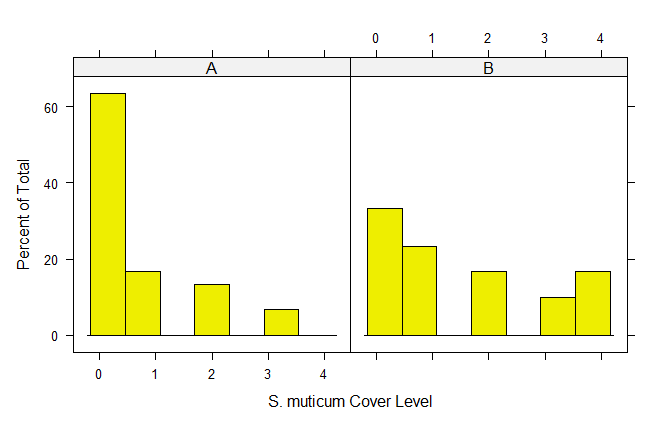 0 1 2 3 4
A B
60
40
20
0
Percent of Total
0 1 2 3 4
S. muticum Cover Level